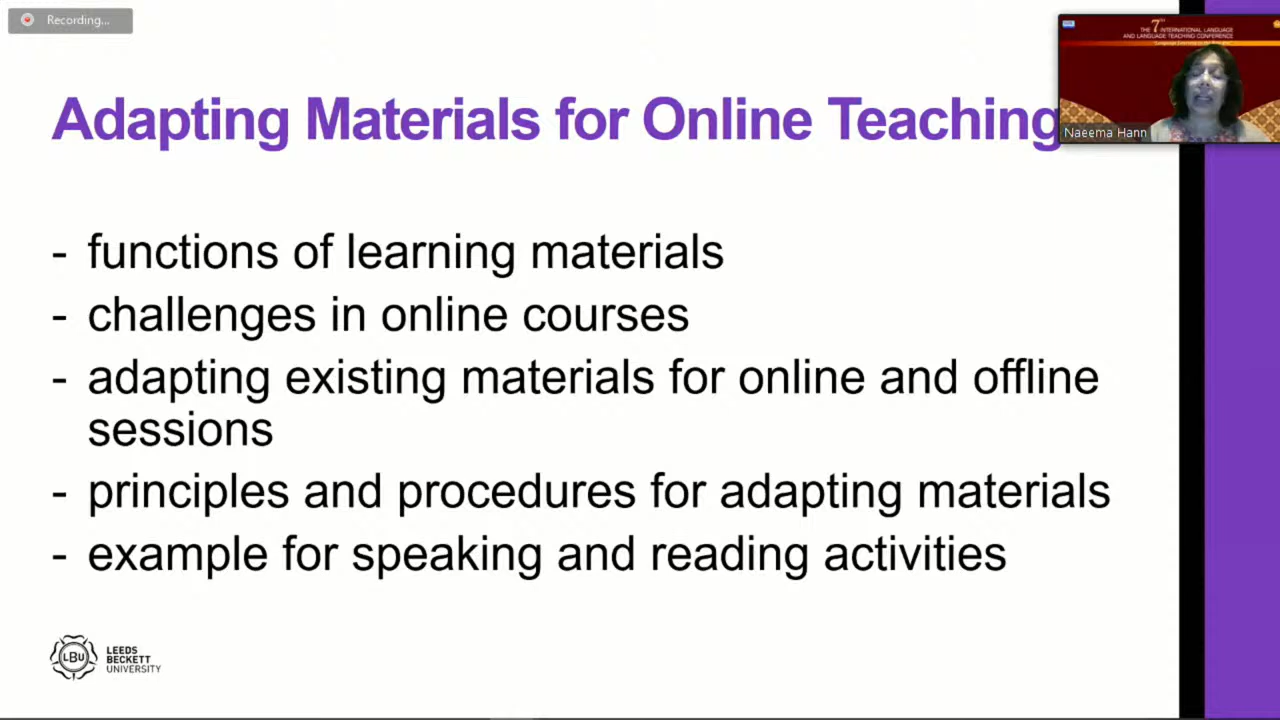 Recording...
THE 7TH INTERNATIONAL LANGUAGE
AND LANGUAGE TEACHING CONFERENCE
Naeema Hann
Adapting Materials for Online Teaching
- functions of learning materials
- challenges in online courses
- adapting existing materials for online and offline
sessions
- principles and procedures for adapting materials
- example for speaking and reading activities
LBU
LEEDS
BECKETT
UNIVERSITY